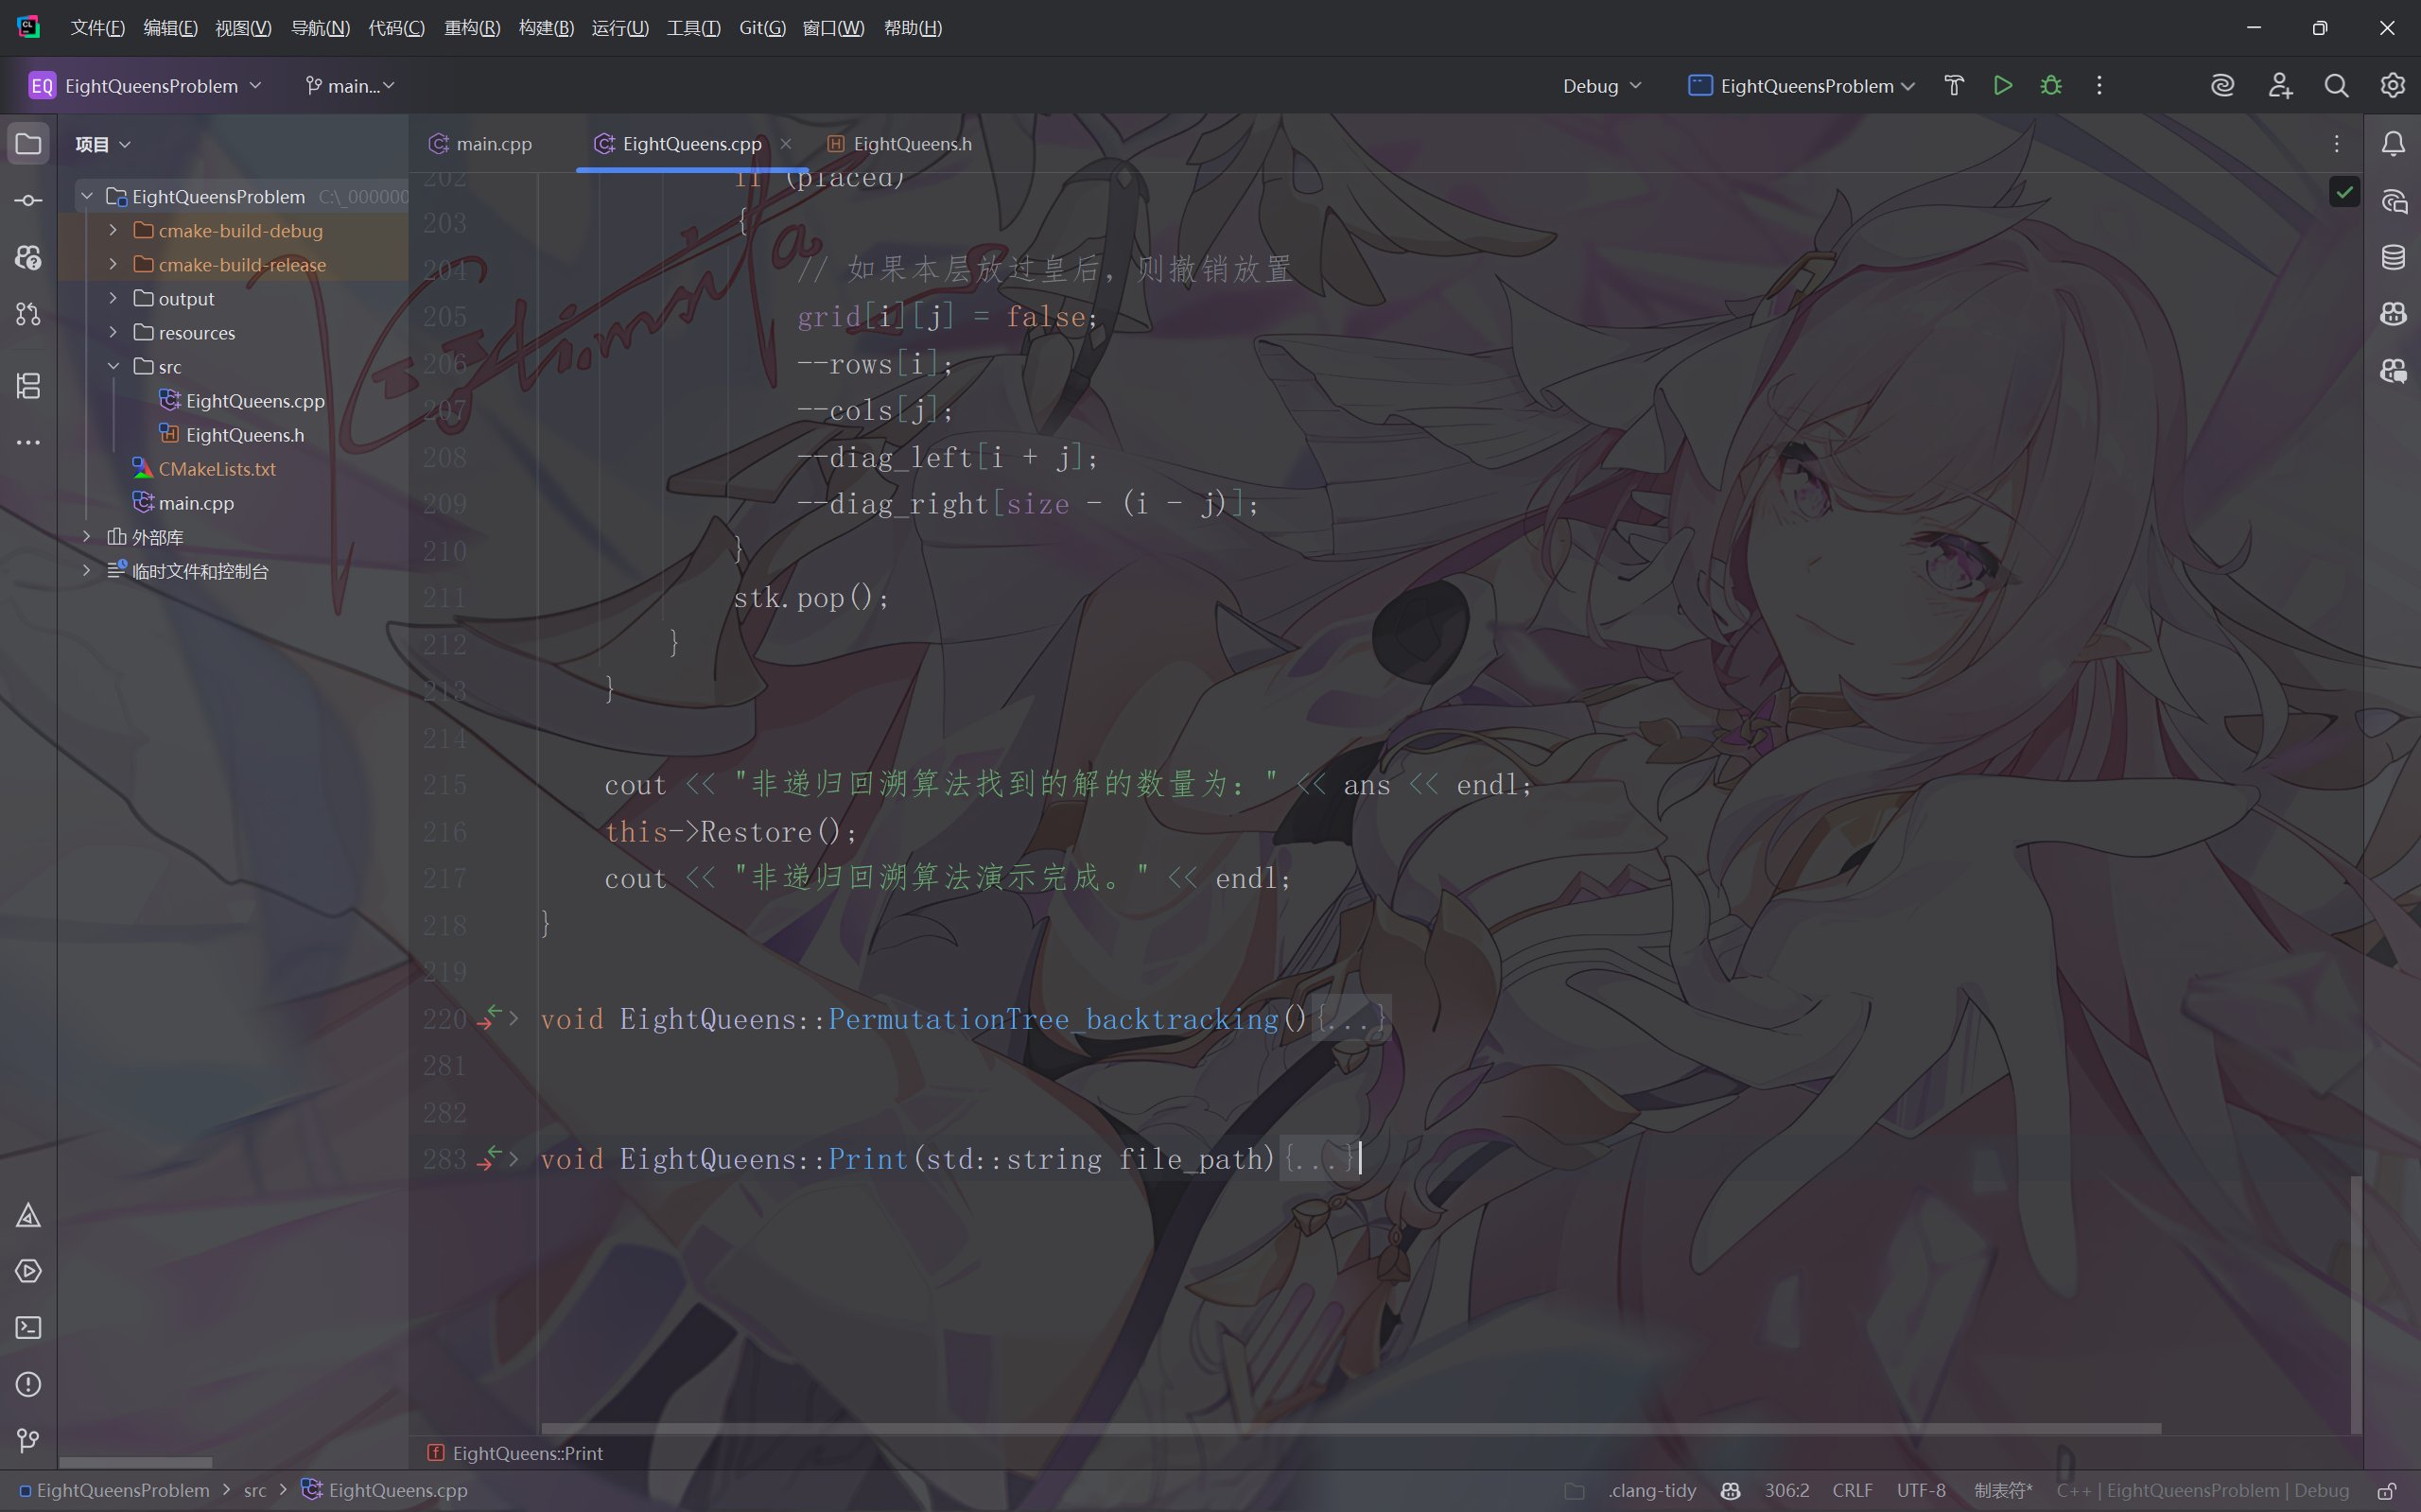 文件(F) 编辑(E) 视图(V) 导航(N) 代码(C) 重构(R) 构建(B) 运行(U) 工具(T) Git(G) 窗口(W) 帮助(H)
EQ EightQueensProblem main... Debug EightQueensProblem
项目
main.cpp EightQueens.cpp EightQueens.h
EightQueensProblem C:\_000000
cmake-build-debug
cmake-build-release
output
resources
src
EightQueens.cpp
EightQueens.h
CMakeLists.txt
main.cpp
外部库
临时文件和控制台
202 if (placed)
203 {
204 // 如果本层放过皇后，则撤销放置
205 grid[i][j] = false;
206 --rows[i];
207 --cols[j];
208 --diag_left[i + j];
209 --diag_right[size - (i - j)];
210 }
211 stk.pop();
212 }
213 }
214
215 cout << "非递归回溯算法找到的解的数量为：" << ans << endl;
216 this->Restore();
217 cout << "非递归回溯算法演示完成。" << endl;
218 }
219
220 void EightQueens::PermutationTree_backtracking(){...}
281
282
283 void EightQueens::Print(std::string file_path){...}
EightQueens::Print
EightQueensProblem > src > EightQueens.cpp .clang-tidy 306:2 CRLF UTF-8 制表符* C++ | EightQueensProblem | Debug